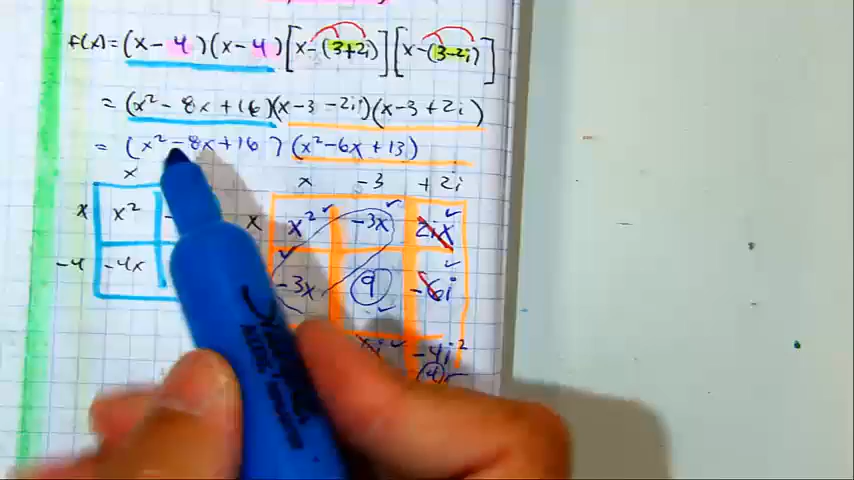 f(x) = (x - 4)(x - 4)[x - (3+2i)][x - (3-2i)]
= (x² - 8x + 16)(x - 3 - 2i)(x - 3 + 2i)
= (x² - 8x + 16)(x² - 6x + 13)
x
x -3 +2i
x x²
x x² -3x 2ix
-4 -4x
-3x 9 -6i
-4i²
4